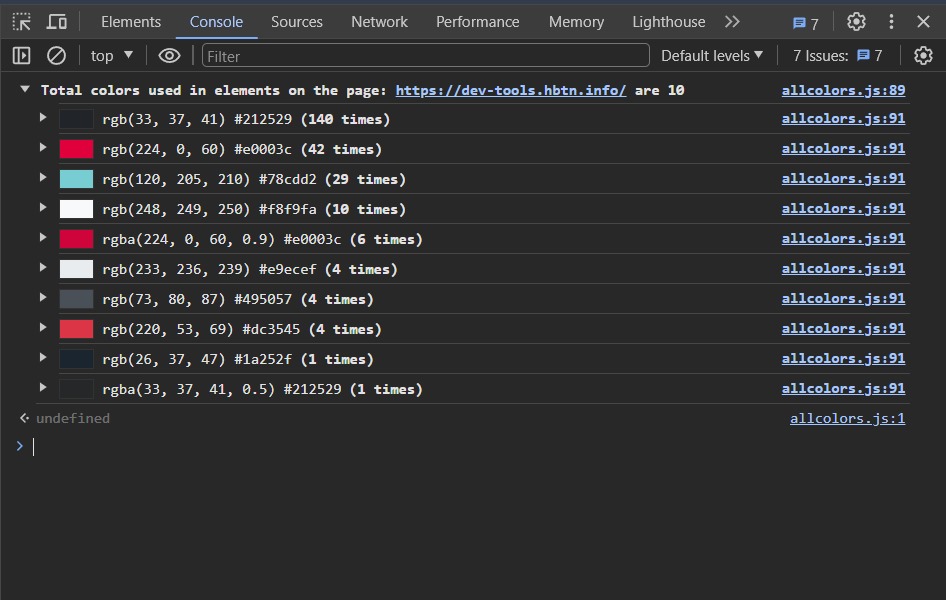 Elements Console Sources Network Performance Memory Lighthouse 7
top Filter Default levels 7 Issues: 7
Total colors used in elements on the page: https://dev-tools.hbtn.info/ are 10 allcolors.js:89
rgb(33, 37, 41) #212529 (140 times) allcolors.js:91
rgb(224, 0, 60) #e0003c (42 times) allcolors.js:91
rgb(120, 205, 210) #78cdd2 (29 times) allcolors.js:91
rgb(248, 249, 250) #f8f9fa (10 times) allcolors.js:91
rgba(224, 0, 60, 0.9) #e0003c (6 times) allcolors.js:91
rgb(233, 236, 239) #e9ecef (4 times) allcolors.js:91
rgb(73, 80, 87) #495057 (4 times) allcolors.js:91
rgb(220, 53, 69) #dc3545 (4 times) allcolors.js:91
rgb(26, 37, 47) #1a252f (1 times) allcolors.js:91
rgba(33, 37, 41, 0.5) #212529 (1 times) allcolors.js:91
undefined allcolors.js:1